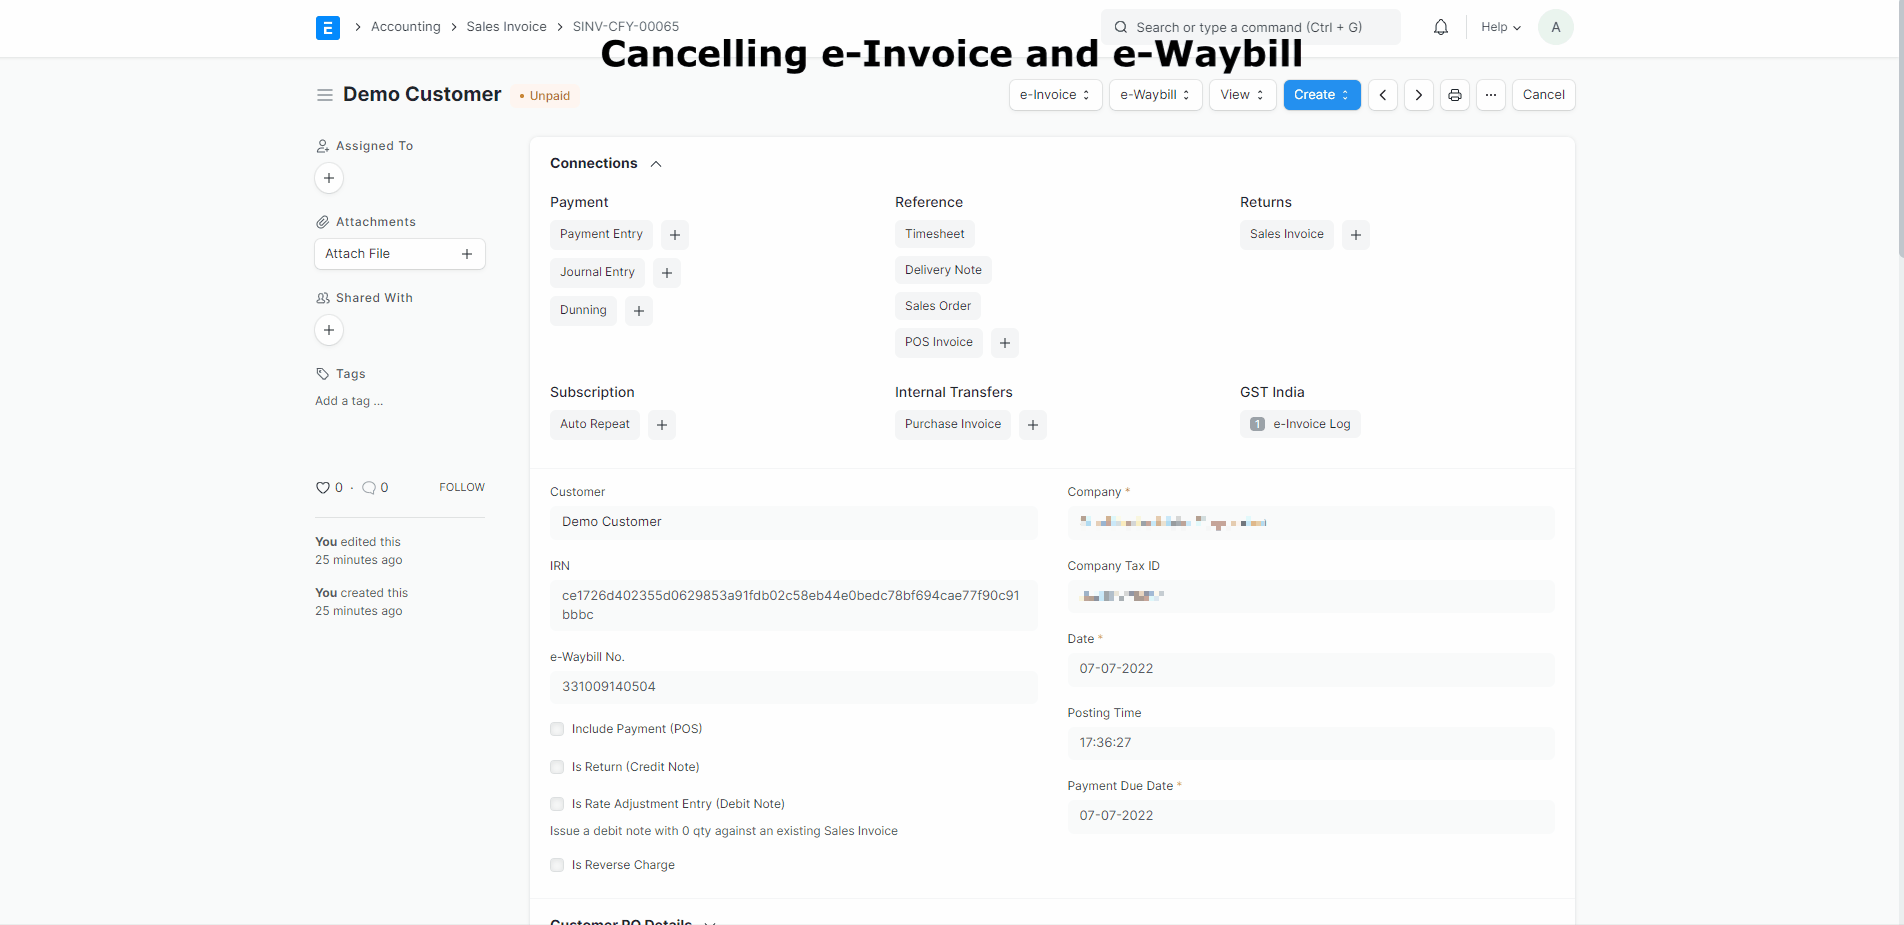 E > Accounting > Sales Invoice > SINV-CFY-00065
Search or type a command (Ctrl + G)
Help
A
Cancelling e-Invoice and e-Waybill
Demo Customer
• Unpaid
e-Invoice
e-Waybill
View
Create
Cancel
Assigned To
Attachments
Attach File
Shared With
Tags
Add a tag ...
0 · 0
FOLLOW
You edited this
25 minutes ago
You created this
25 minutes ago
Connections
Payment
Payment Entry +
Journal Entry +
Dunning +
Reference
Timesheet
Delivery Note
Sales Order
POS Invoice +
Returns
Sales Invoice +
Subscription
Auto Repeat +
Internal Transfers
Purchase Invoice +
GST India
1 e-Invoice Log
Customer
Demo Customer
IRN
ce1726d402355d0629853a91fdb02c58eb44e0bedc78bf694cae77f90c91
bbbc
e-Waybill No.
331009140504
Include Payment (POS)
Is Return (Credit Note)
Is Rate Adjustment Entry (Debit Note)
Issue a debit note with 0 qty against an existing Sales Invoice
Is Reverse Charge
Company *
Company Tax ID
Date *
07-07-2022
Posting Time
17:36:27
Payment Due Date *
07-07-2022
Customer PO Details